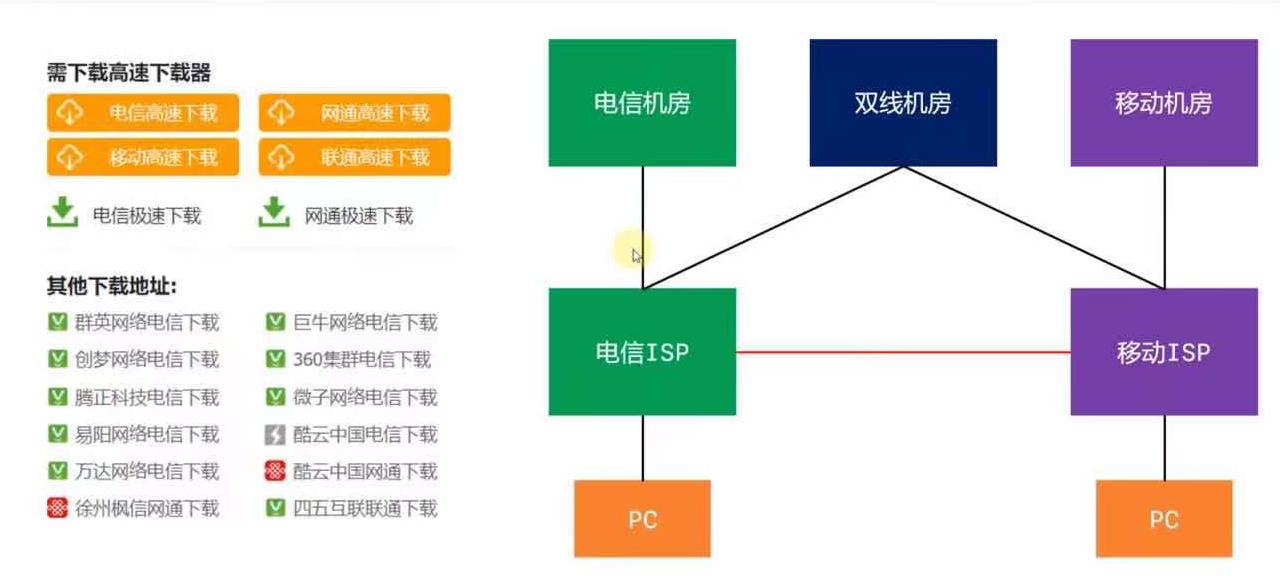 需下载高速下载器
电信高速下载 网通高速下载
移动高速下载 联通高速下载
电信极速下载 网通极速下载
其他下载地址:
群英网络电信下载 巨牛网络电信下载
创梦网络电信下载 360集群电信下载
腾正科技电信下载 微子网络电信下载
易阳网络电信下载 酷云中国电信下载
万达网络电信下载 酷云中国网通下载
徐州枫信网通下载 四五互联联通下载
电信机房 双线机房 移动机房
电信ISP 移动ISP
PC PC